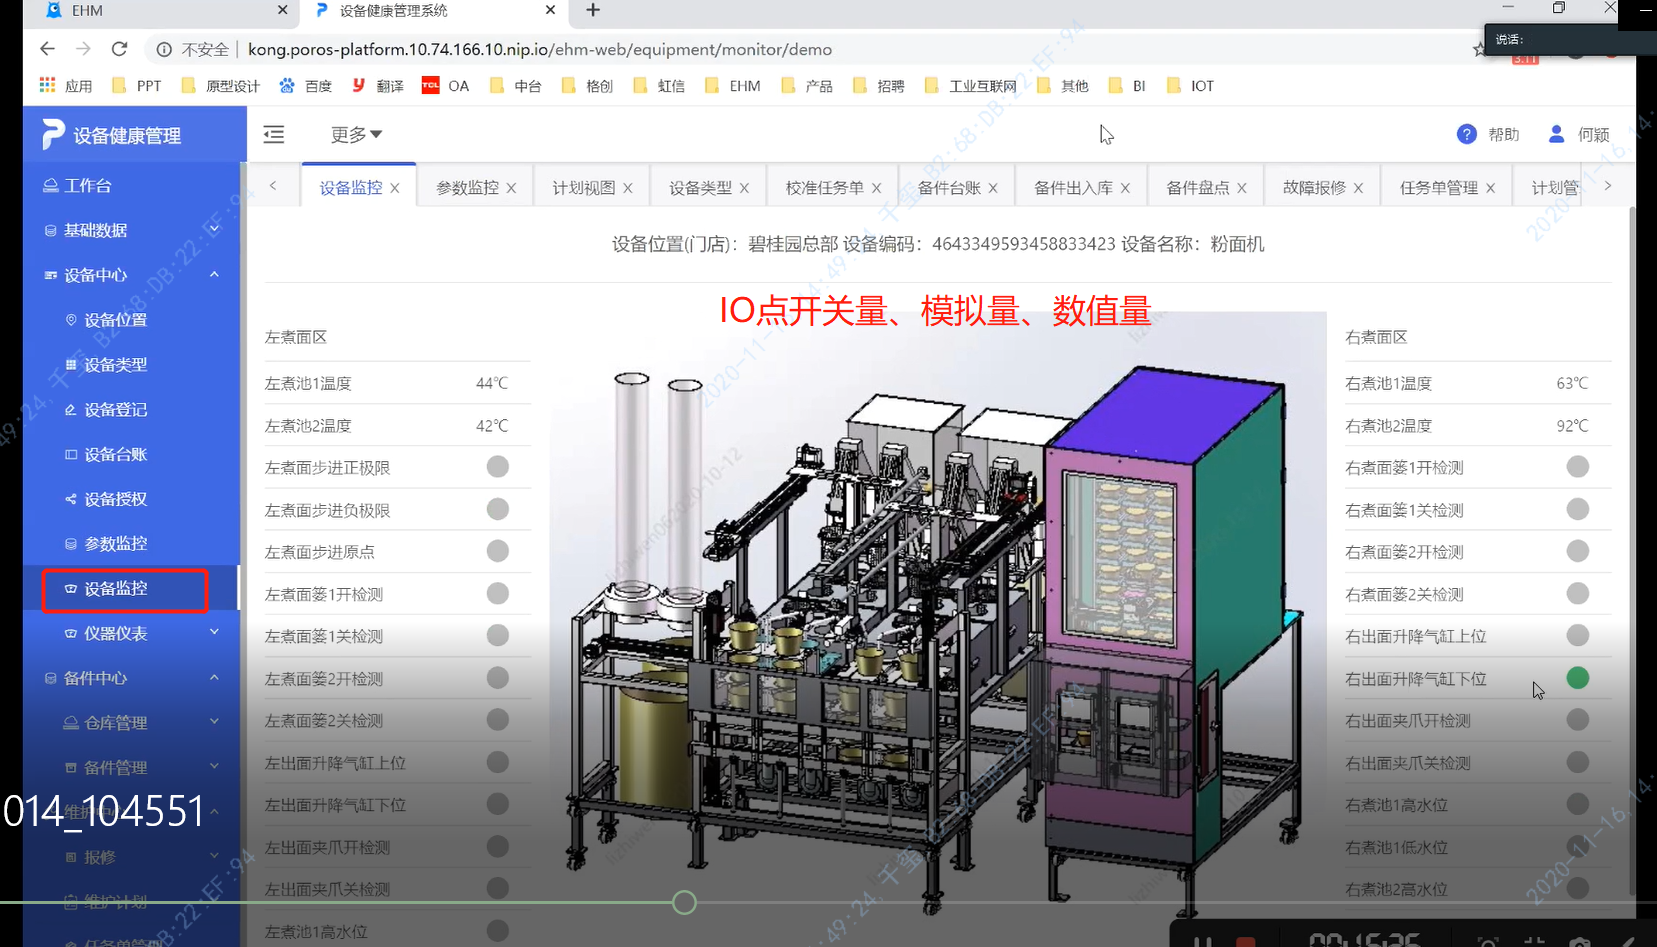 EHM
设备健康管理系统
说话:
不安全 kong.poros-platform.10.74.166.10.nip.io/ehm-web/equipment/monitor/demo
应用 PPT 原型设计 百度 翻译 TCL OA 中台 格创 虹信 EHM 产品 招聘 工业互联网 其他 BI IOT
设备健康管理
更多
帮助
何颖
工作台
基础数据
设备中心
设备位置
设备类型
设备登记
设备台账
设备授权
参数监控
设备监控
仪器仪表
备件中心
仓库管理
备件管理
维护中心
报修
维护计划
任务单管理
014_104551
设备监控 参数监控 计划视图 设备类型 校准任务单 备件台账 备件出入库 备件盘点 故障报修 任务单管理 计划管
设备位置(门店): 碧桂园总部 设备编码: 4643349593458833423 设备名称: 粉面机
IO点开关量、模拟量、数值量
左煮面区
左煮池1温度 44℃
左煮池2温度 42℃
左煮面步进正极限
左煮面步进负极限
左煮面步进原点
左煮面篓1开检测
左煮面篓1关检测
左煮面篓2开检测
左煮面篓2关检测
左出面升降气缸上位
左出面升降气缸下位
左出面夹爪开检测
左出面夹爪关检测
左煮池1高水位
右煮面区
右煮池1温度 63℃
右煮池2温度 92℃
右煮面篓1开检测
右煮面篓1关检测
右煮面篓2开检测
右煮面篓2关检测
右出面升降气缸上位
右出面升降气缸下位
右出面夹爪开检测
右出面夹爪关检测
右煮池1高水位
右煮池1低水位
右煮池2高水位